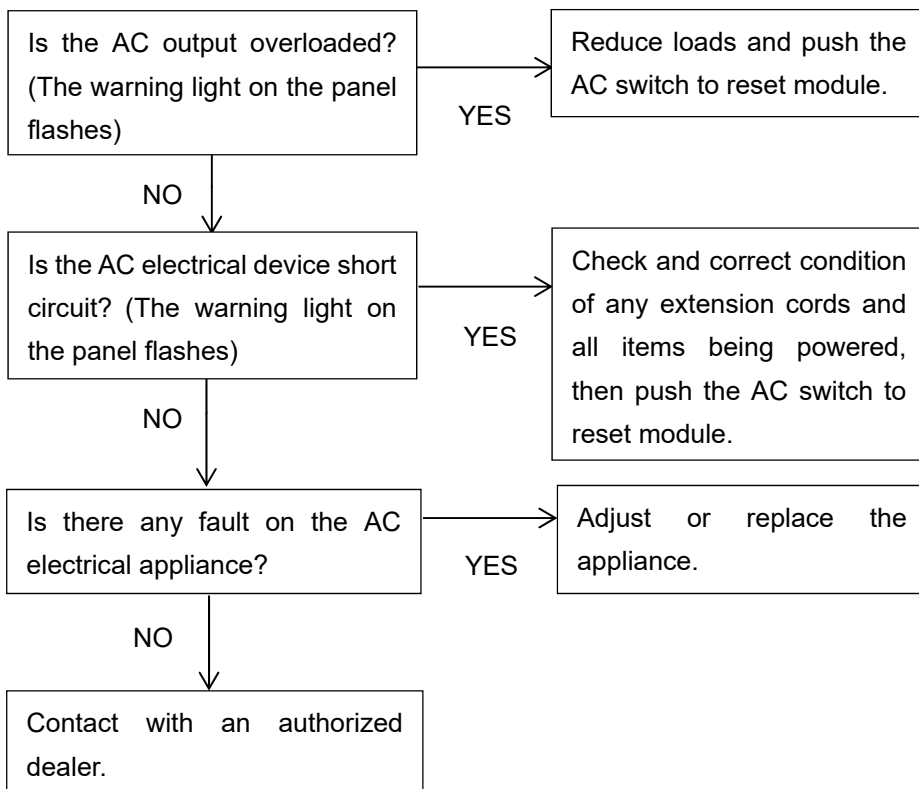 Is the AC output overloaded?
(The warning light on the panel
flashes)
YES
Reduce loads and push the
AC switch to reset module.
NO
Is the AC electrical device short
circuit? (The warning light on
the panel flashes)
YES
Check and correct condition
of any extension cords and
all items being powered,
then push the AC switch to
reset module.
NO
Is there any fault on the AC
electrical appliance?
YES
Adjust or replace the
appliance.
NO
Contact with an authorized
dealer.